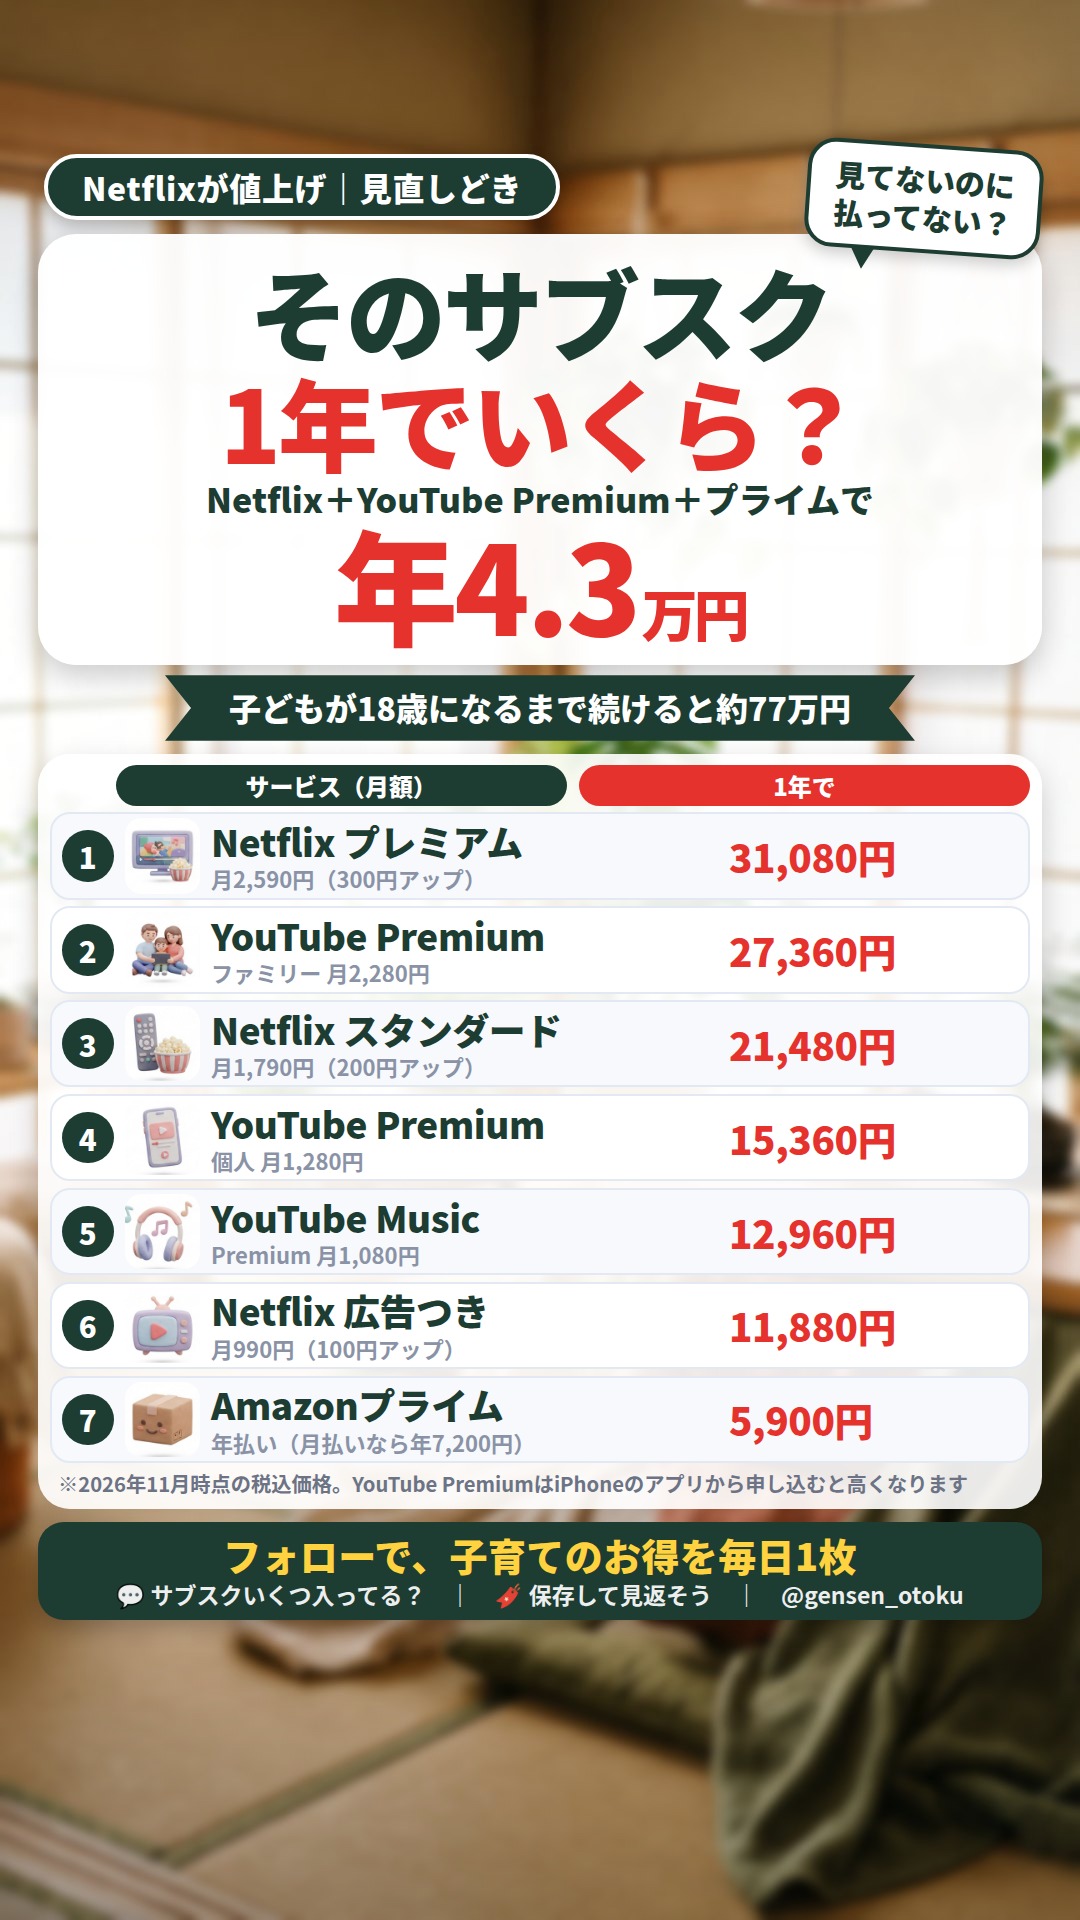 Netflixが値上げ｜見直しどき
見てないのに
払ってない？
そのサブスク
1年でいくら？
Netflix＋YouTube Premium＋プライムで
年4.3万円
子どもが18歳になるまで続けると約77万円
サービス（月額）
1年で
1
Netflix プレミアム
月2,590円（300円アップ）
31,080円
2
YouTube Premium
ファミリー 月2,280円
27,360円
3
Netflix スタンダード
月1,790円（200円アップ）
21,480円
4
YouTube Premium
個人 月1,280円
15,360円
5
YouTube Music
Premium 月1,080円
12,960円
6
Netflix 広告つき
月990円（100円アップ）
11,880円
7
Amazonプライム
年払い（月払いなら年7,200円）
5,900円
※2026年11月時点の税込価格。YouTube PremiumはiPhoneのアプリから申し込むと高くなります
フォローで、子育てのお得を毎日1枚
💬 サブスクいくつ入ってる？ ｜ 🔖 保存して見返そう ｜ @gensen_otoku